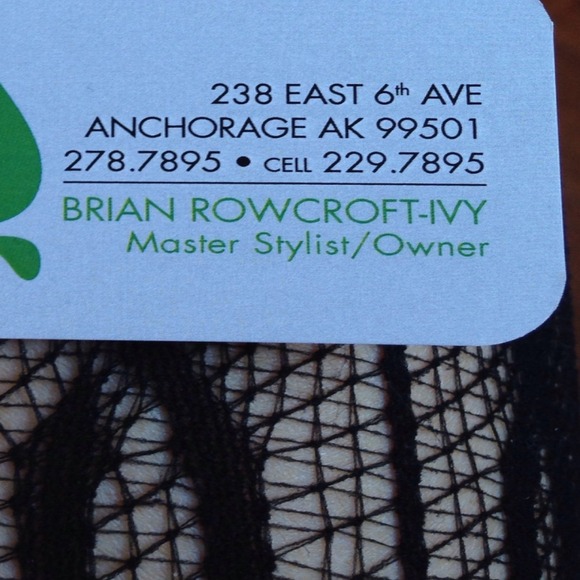 238 EAST 6th AVE
ANCHORAGE AK 99501
278.7895 • CELL 229.7895
BRIAN ROWCROFT-IVY
Master Stylist/Owner